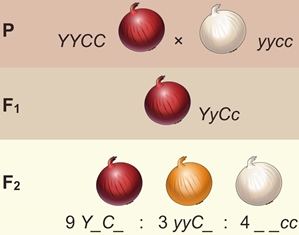 P YYCC × yycc
F1 YyCc
F2
9 Y_C_ : 3 yyC_ : 4 _ _cc